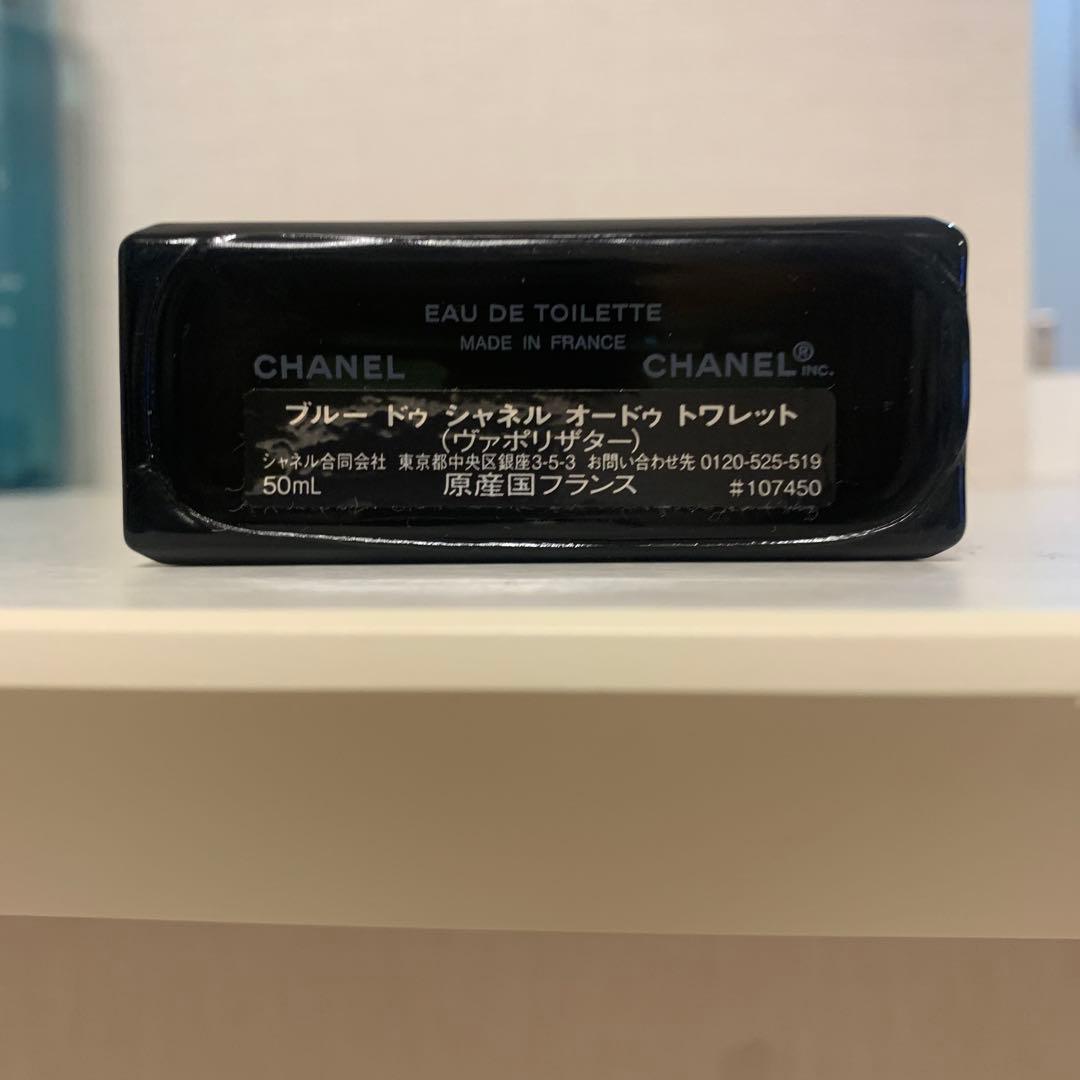 EAU DE TOILETTE
MADE IN FRANCE
CHANEL CHANEL® INC.
ブルー ドゥ シャネル オードゥ トワレット
(ヴァポリザター)
シャネル合同会社 東京都中央区銀座3-5-3 お問い合わせ先 0120-525-519
50mL 原産国フランス #107450